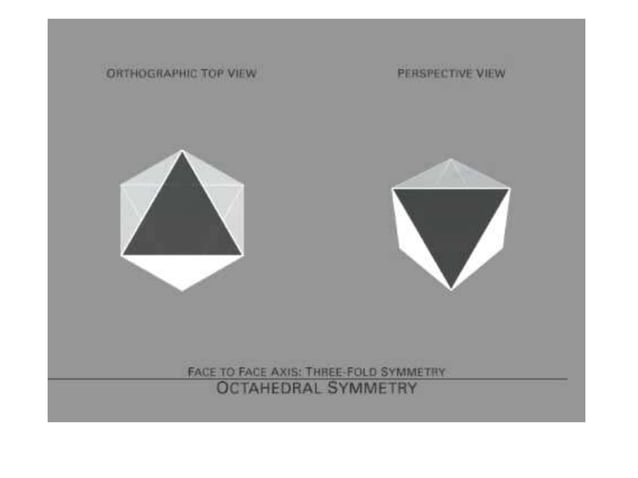 ORTHOGRAPHIC TOP VIEW
PERSPECTIVE VIEW
FACE TO FACE AXIS: THREE-FOLD SYMMETRY
OCTAHEDRAL SYMMETRY